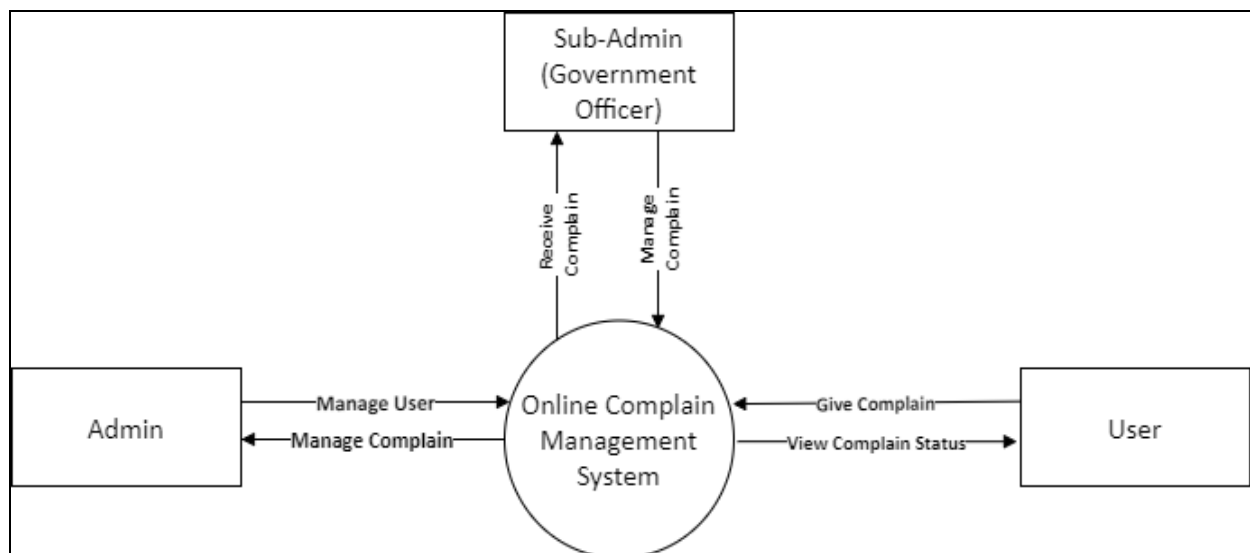 Sub-Admin
(Government
Officer)
Receive
Complain
Manage
Complain
Admin
Manage User
Manage Complain
Online Complain
Management
System
Give Complain
View Complain Status
User